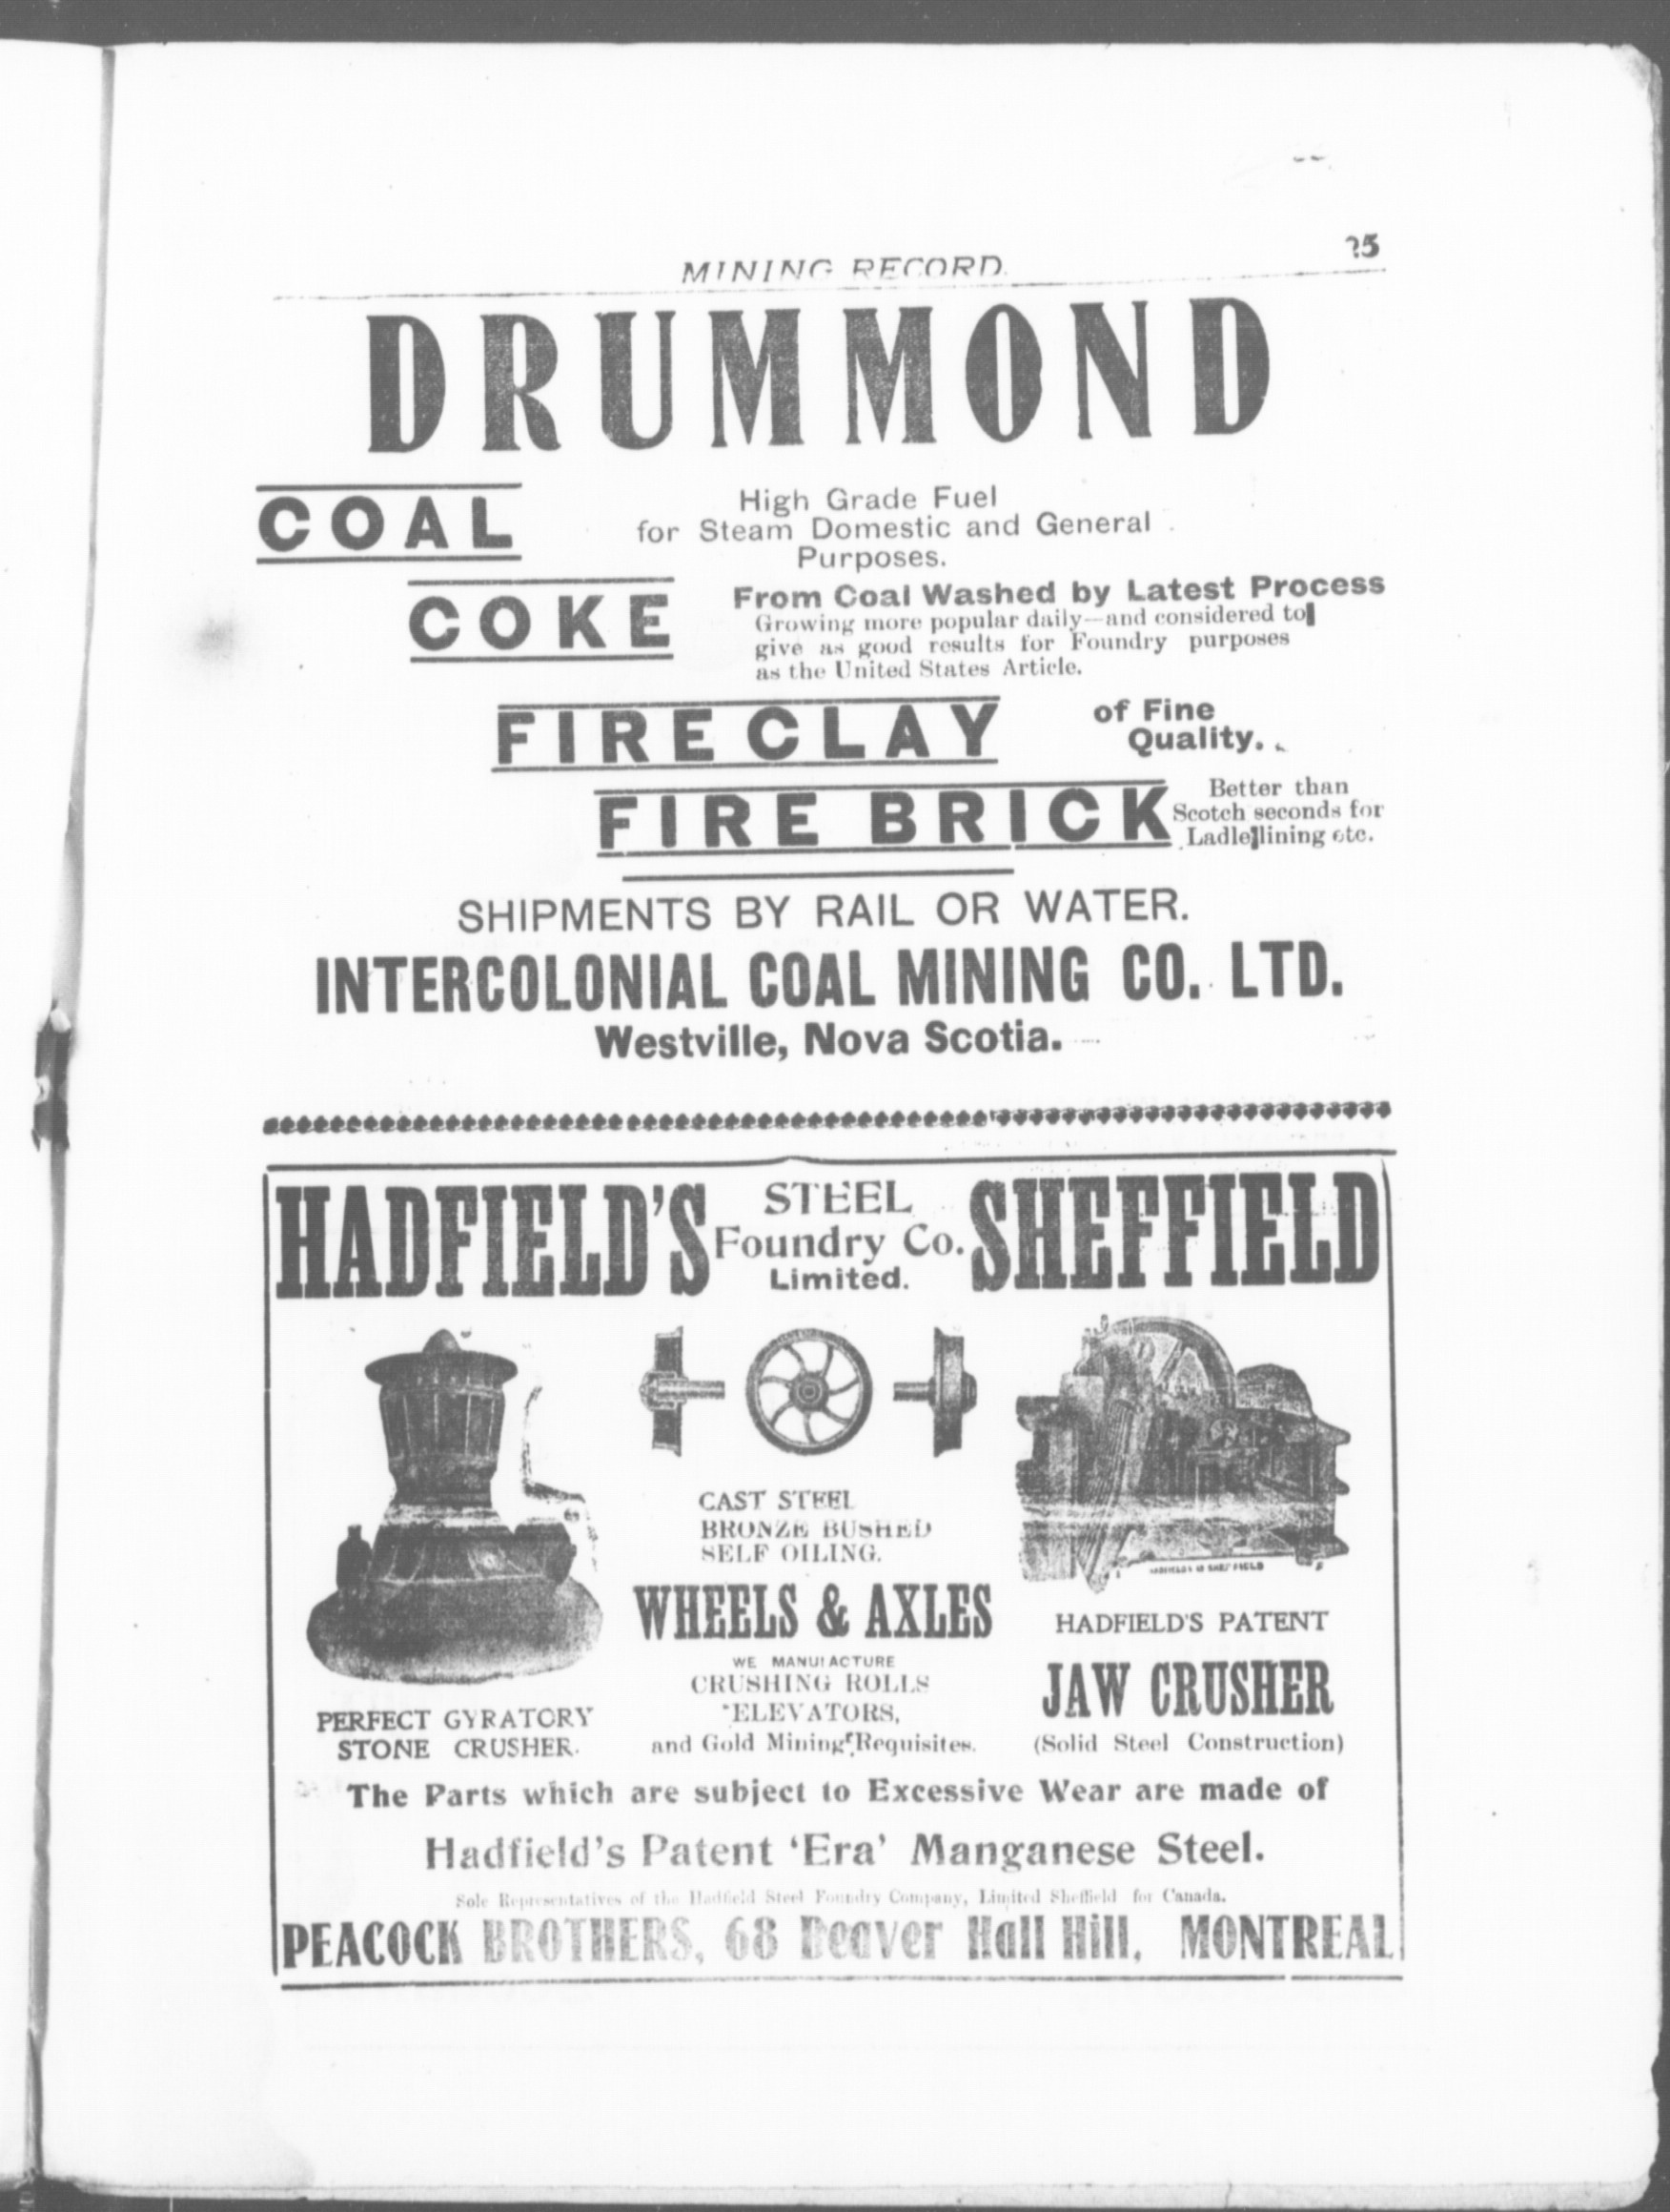 MINING RECORD.
25
DRUMMOND
COAL
High Grade Fuel
for Steam Domestic and General
Purposes.
COKE
From Coal Washed by Latest Process
Growing more popular daily—and considered to
give as good results for Foundry purposes
as the United States Article.
FIRE CLAY
of Fine
Quality.
FIRE BRICK
Better than
Scotch seconds for
Ladle lining etc.
SHIPMENTS BY RAIL OR WATER.
INTERCOLONIAL COAL MINING CO. LTD.
Westville, Nova Scotia.
HADFIELD'S STEEL
Foundry Co.
Limited.
SHEFFIELD
CAST STEEL
BRONZE BUSHED
SELF OILING.
WHEELS & AXLES
WE MANUFACTURE
CRUSHING ROLLS
ELEVATORS,
and Gold Mining Requisites.
PERFECT GYRATORY
STONE CRUSHER.
HADFIELD'S PATENT
JAW CRUSHER
(Solid Steel Construction)
The Parts which are subject to Excessive Wear are made of
Hadfield's Patent 'Era' Manganese Steel.
Sole Representatives of the Hadfield Steel Foundry Company, Limited Sheffield for Canada.
PEACOCK BROTHERS, 68 Beaver Hall Hill, MONTREAL